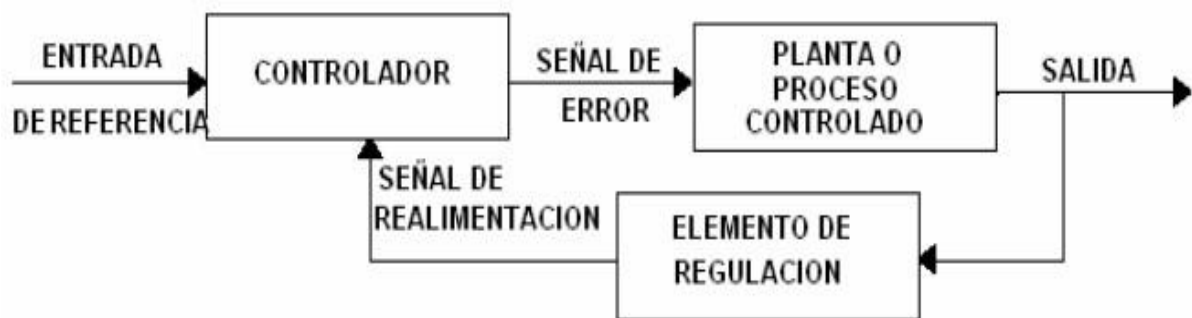 ENTRADA
DE REFERENCIA
CONTROLADOR
SEÑAL DE
ERROR
PLANTA O
PROCESO
CONTROLADO
SALIDA
SEÑAL DE
REALIMENTACION
ELEMENTO DE
REGULACION